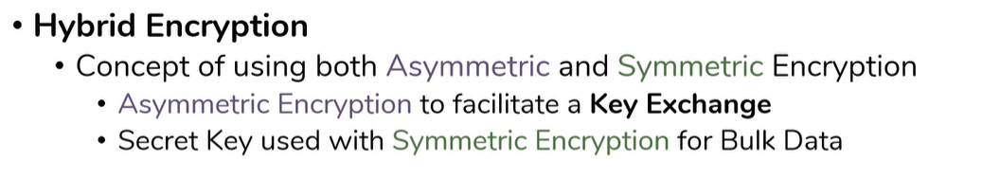 • Hybrid Encryption
• Concept of using both Asymmetric and Symmetric Encryption
• Asymmetric Encryption to facilitate a Key Exchange
• Secret Key used with Symmetric Encryption for Bulk Data